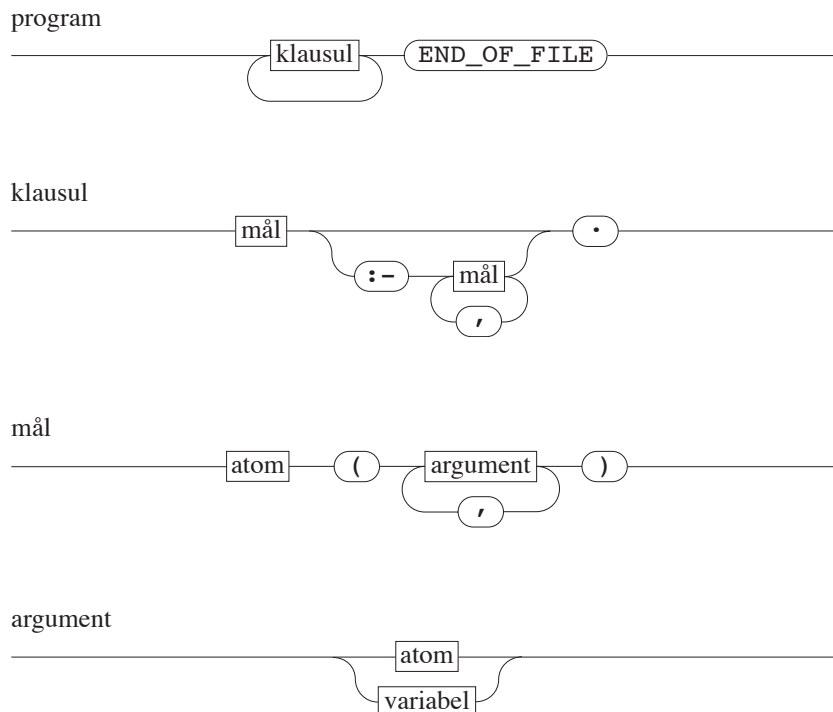 program
klausul END_OF_FILE
klausul
mål .
:- mål
,
mål
atom ( argument )
,
argument
atom
variabel